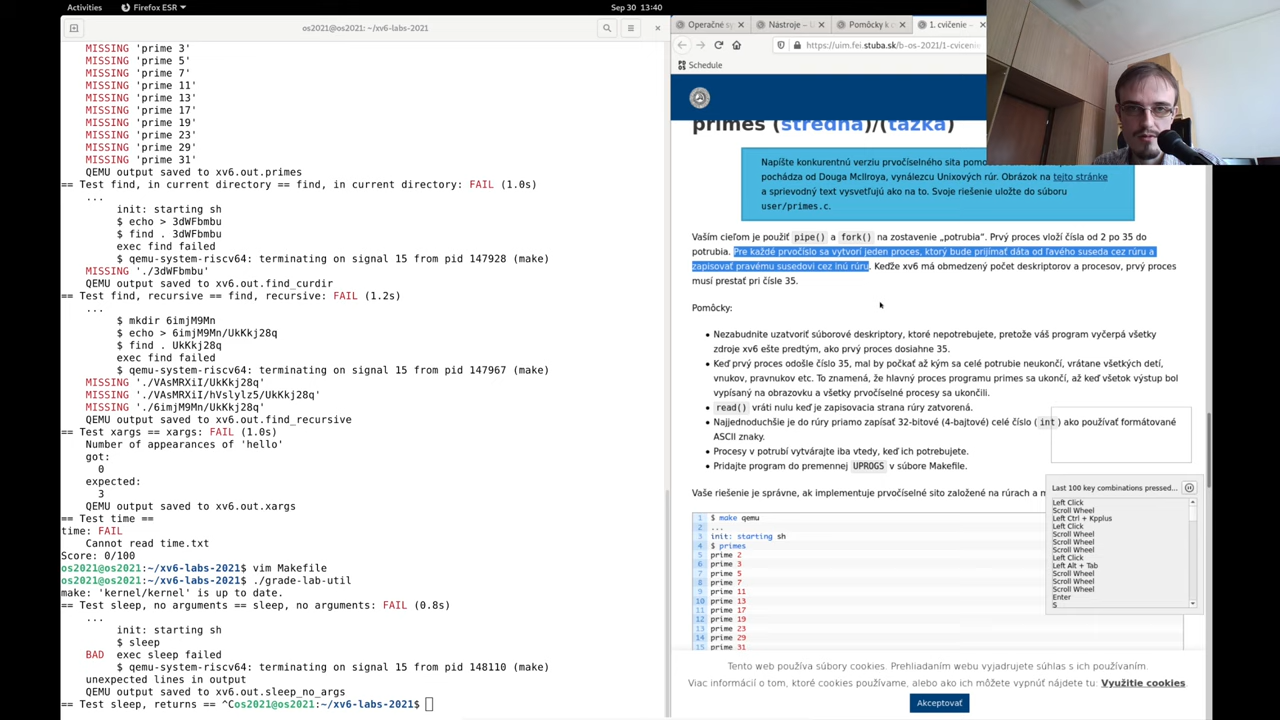 Activities
Firefox ESR
Sep 30 13:40
os2021@os2021: ~/xv6-labs-2021
MISSING 'prime 3'
MISSING 'prime 5'
MISSING 'prime 7'
MISSING 'prime 11'
MISSING 'prime 13'
MISSING 'prime 17'
MISSING 'prime 19'
MISSING 'prime 23'
MISSING 'prime 29'
MISSING 'prime 31'
QEMU output saved to xv6.out.primes
== Test find, in current directory == find, in current directory: FAIL (1.0s)
...
init: starting sh
$ echo > 3dWFbmbu
$ find . 3dWFbmbu
exec find failed
$ qemu-system-riscv64: terminating on signal 15 from pid 147928 (make)
MISSING './3dWFbmbu'
QEMU output saved to xv6.out.find_curdir
== Test find, recursive == find, recursive: FAIL (1.2s)
...
$ mkdir 6imjM9Mn
$ echo > 6imjM9Mn/UkKkj28q
$ find . UkKkj28q
exec find failed
$ qemu-system-riscv64: terminating on signal 15 from pid 147967 (make)
MISSING './VAsMRXiI/UkKkj28q'
MISSING './VAsMRXiI/hVslylz5/UkKkj28q'
MISSING './6imjM9Mn/UkKkj28q'
QEMU output saved to xv6.out.find_recursive
== Test xargs == xargs: FAIL (1.0s)
Number of appearances of 'hello'
got:
0
expected:
3
QEMU output saved to xv6.out.xargs
== Test time ==
time: FAIL
Cannot read time.txt
Score: 0/100
os2021@os2021:~/xv6-labs-2021$ vim Makefile
os2021@os2021:~/xv6-labs-2021$ ./grade-lab-util
make: 'kernel/kernel' is up to date.
== Test sleep, no arguments == sleep, no arguments: FAIL (0.8s)
...
init: starting sh
$ sleep
BAD exec sleep failed
$ qemu-system-riscv64: terminating on signal 15 from pid 148110 (make)
unexpected lines in output
QEMU output saved to xv6.out.sleep_no_args
== Test sleep, returns == ^Cos2021@os2021:~/xv6-labs-2021$
Operačné sy
Nástroje – U
Pomôcky k c
1. cvičenie –
https://uim.fei.stuba.sk/b-os-2021/1-cvicenie-
Schedule
primes (stredná)/(ťažká)
Napíšte konkurentnú verziu prvočíselného sita pomo
pochádza od Douga McIlroya, vynálezcu Unixových rúr. Obrázok na tejto stránke
a sprievodný text vysvetľujú ako na to. Svoje riešenie uložte do súboru
user/primes.c.
Vaším cieľom je použiť pipe() a fork() na zostavenie „potrubia“. Prvý proces vloží čísla od 2 po 35 do
potrubia. Pre každé prvočíslo sa vytvorí jeden proces, ktorý bude prijímať dáta od ľavého suseda cez rúru a
zapisovať pravému susedovi cez inú rúru. Keďže xv6 má obmedzený počet deskriptorov a procesov, prvý proces
musí prestať pri čísle 35.
Pomôcky:
Nezabudnite uzatvoriť súborové deskriptory, ktoré nepotrebujete, pretože váš program vyčerpá všetky
zdroje xv6 ešte predtým, ako prvý proces dosiahne 35.
Keď prvý proces odošle číslo 35, mal by počkať až kým sa celé potrubie neukončí, vrátane všetkých detí,
vnukov, pravnukov etc. To znamená, že hlavný proces programu primes sa ukončí, až keď všetok výstup bol
vypísaný na obrazovku a všetky prvočíselné procesy sa ukončili.
read() vráti nulu keď je zapisovacia strana rúry zatvorená.
Najjednoduchšie je do rúry priamo zapísať 32-bitové (4-bajtové) celé číslo (int) ako používať formátované
ASCII znaky.
Procesy v potrubí vytvárajte iba vtedy, keď ich potrebujete.
Pridajte program do premennej UPROGS v súbore Makefile.
Vaše riešenie je správne, ak implementuje prvočíselné sito založené na rúrach a m
1 $ make qemu
2 ...
3 init: starting sh
4 $ primes
5 prime 2
6 prime 3
7 prime 5
8 prime 7
9 prime 11
10 prime 13
11 prime 17
12 prime 19
13 prime 23
14 prime 29
15 prime 31
Last 100 key combinations pressed...
Left Click
Scroll Wheel
Left Ctrl + Kpplus
Left Click
Scroll Wheel
Scroll Wheel
Left Click
Left Alt + Tab
Scroll Wheel
Scroll Wheel
Enter
S
Tento web používa súbory cookies. Prehliadaním webu vyjadrujete súhlas s ich používaním.
Viac informácií o tom, ktoré cookies používame, alebo ako ich môžete vypnúť nájdete tu: Využitie cookies.
Akceptovať